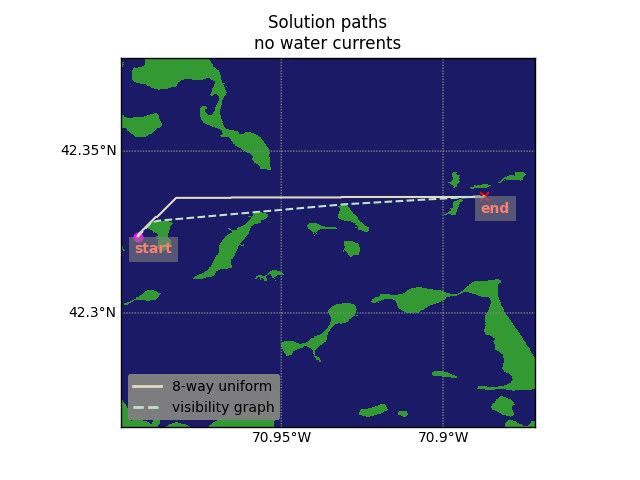 Solution paths
no water currents
42.35°N
end
start
42.3°N
8-way uniform
visibility graph
70.95°W
70.9°W